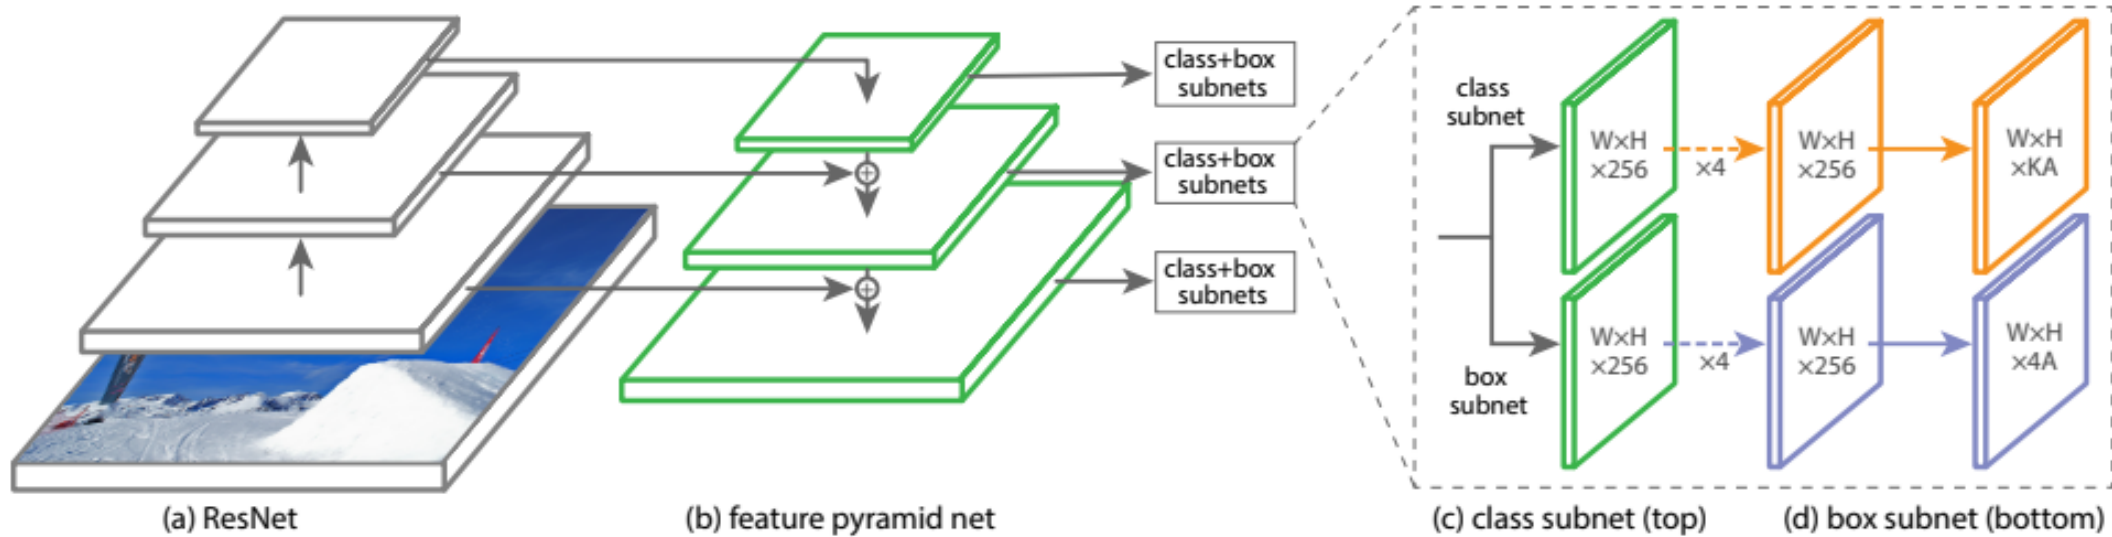 class+box
subnets
class+box
subnets
class+box
subnets
class
subnet
W×H
×256
×4
W×H
×256
W×H
×KA
box
subnet
W×H
×256
×4
W×H
×256
W×H
×4A
(a) ResNet
(b) feature pyramid net
(c) class subnet (top)
(d) box subnet (bottom)